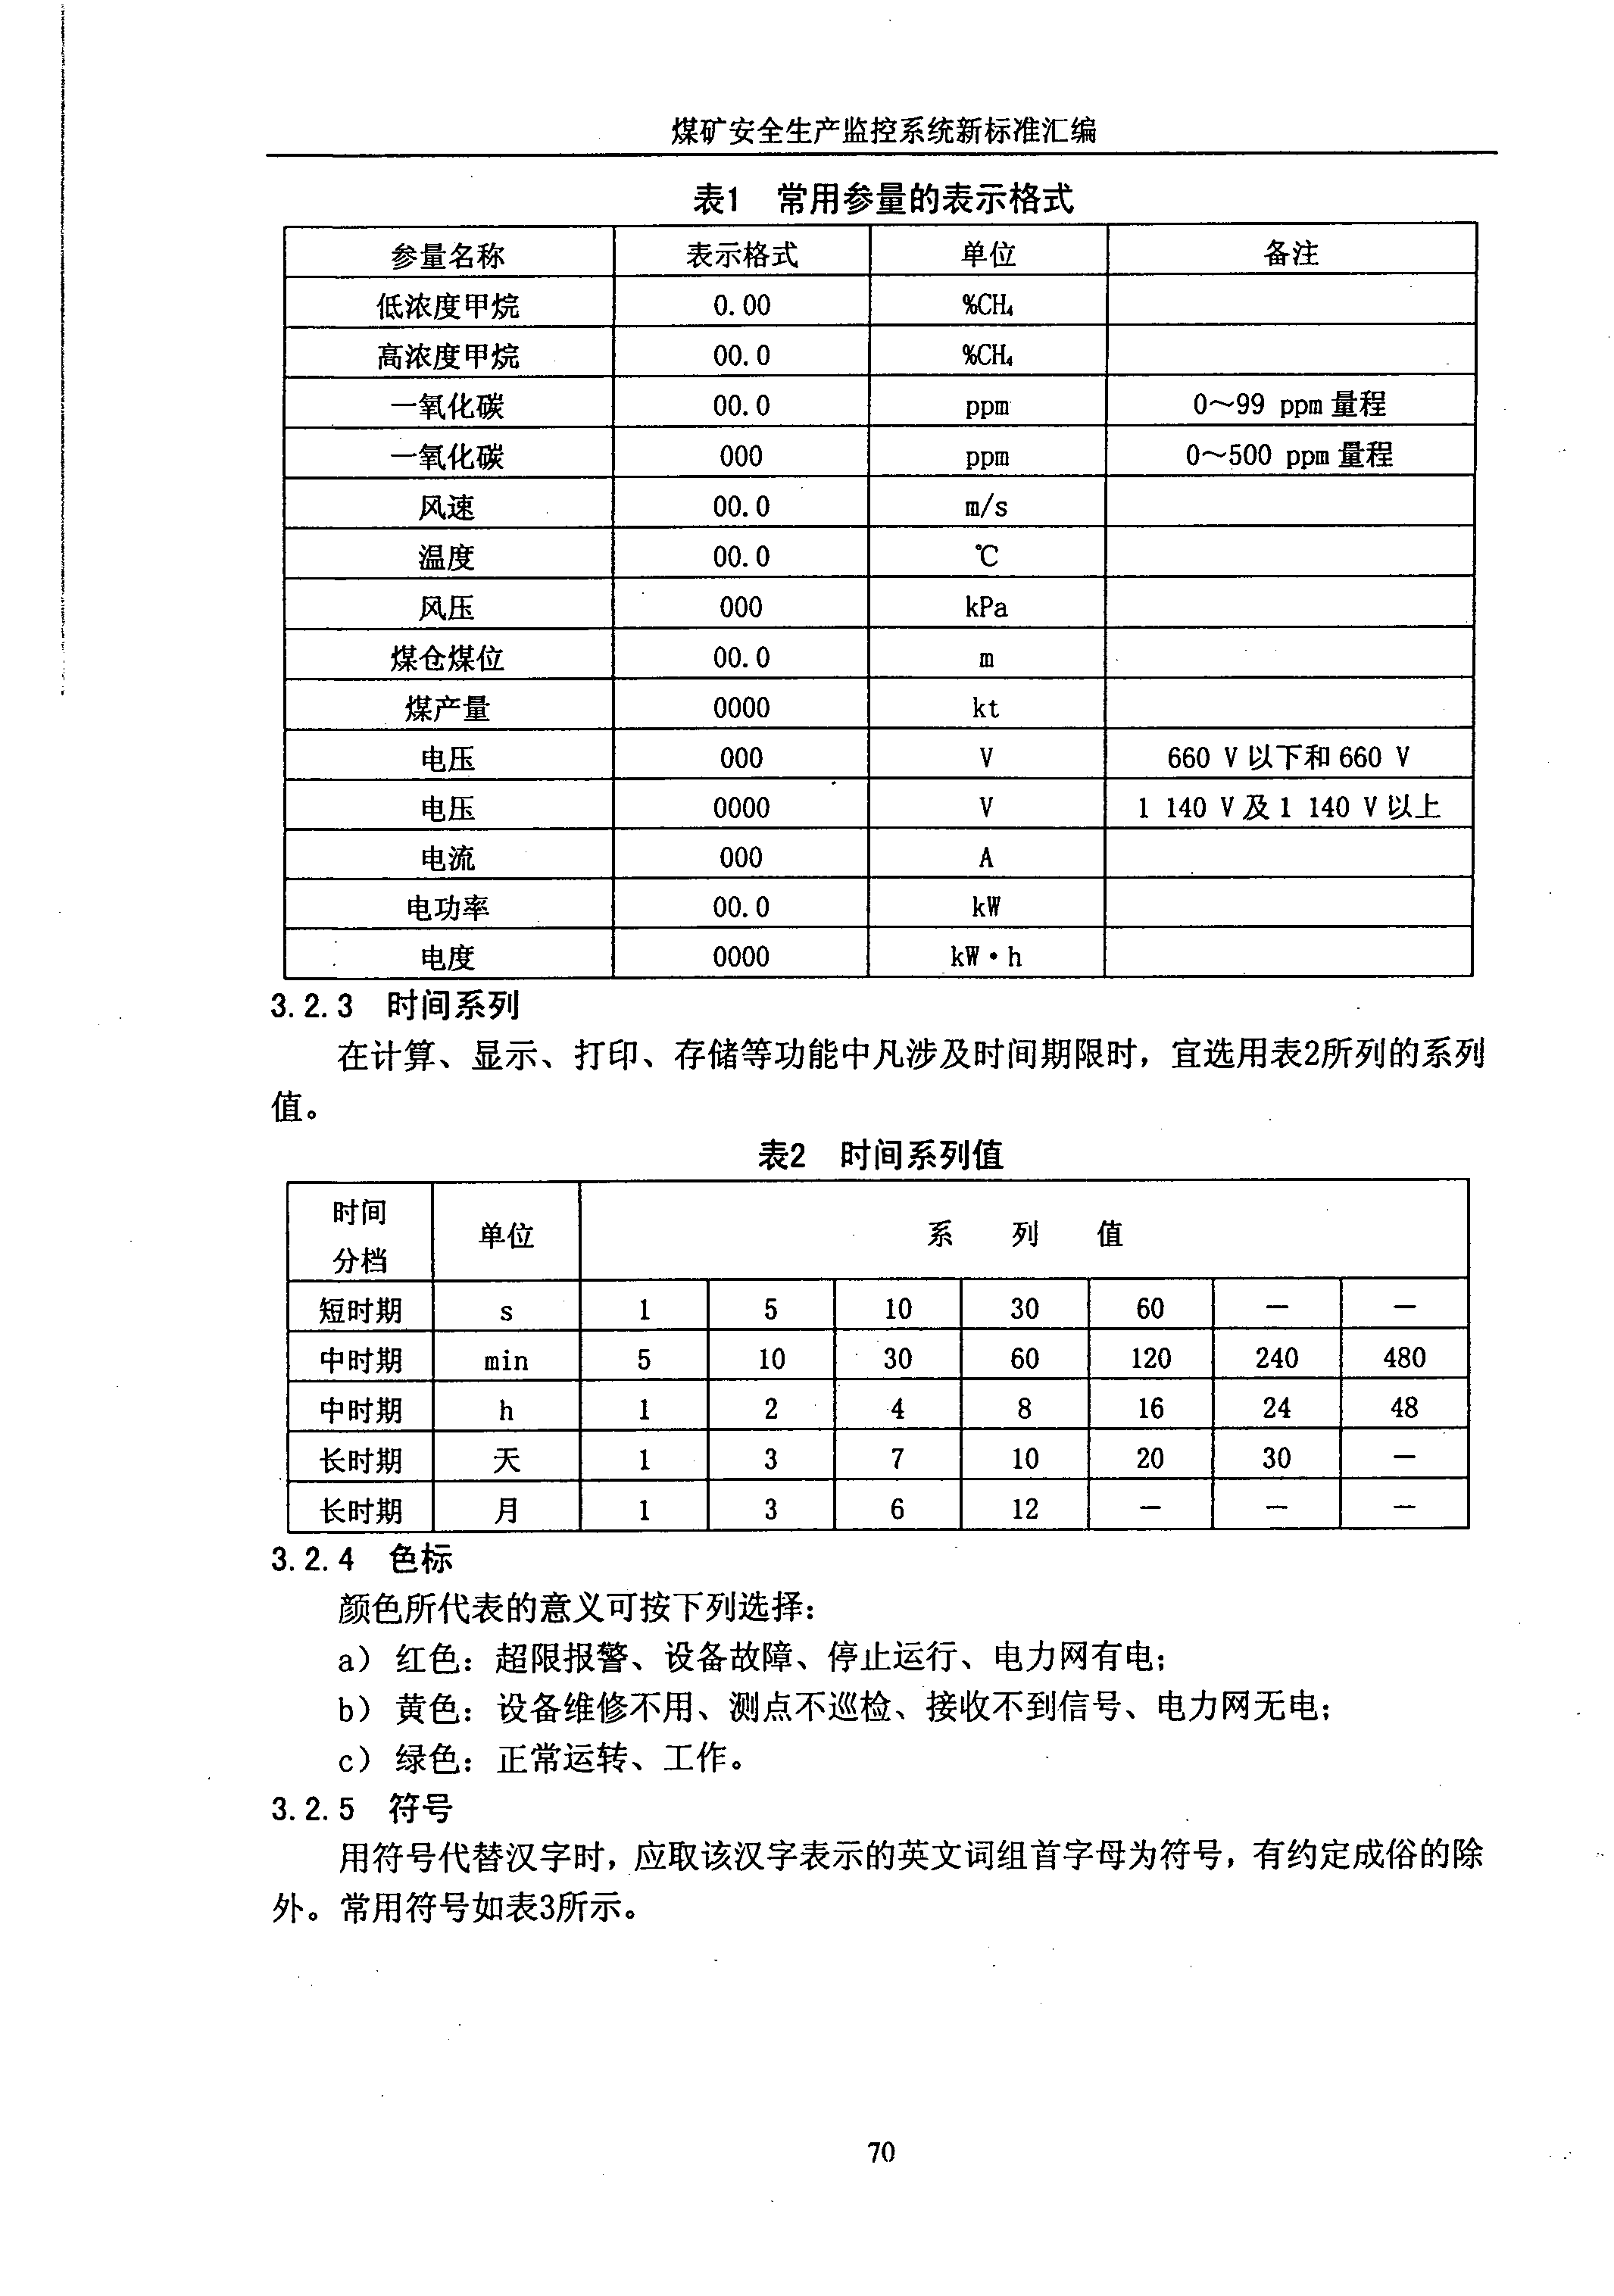 煤矿安全生产监控系统新标准汇编
表1 常用参量的表示格式
参量名称 表示格式 单位 备注
低浓度甲烷 0.00 %CH₄
高浓度甲烷 00.0 %CH₄
一氧化碳 00.0 ppm 0～99 ppm 量程
一氧化碳 000 ppm 0～500 ppm 量程
风速 00.0 m/s
温度 00.0 ℃
风压 000 kPa
煤仓煤位 00.0 m
煤产量 0000 kt
电压 000 V 660 V 以下和 660 V
电压 0000 V 1 140 V 及 1 140 V 以上
电流 000 A
电功率 00.0 kW
电度 0000 kW·h
3.2.3 时间系列
在计算、显示、打印、存储等功能中凡涉及时间期限时，宜选用表2所列的系列
值。
表2 时间系列值
时间
分档 单位 系 列 值
短时期 s 1 5 10 30 60 — —
中时期 min 5 10 30 60 120 240 480
中时期 h 1 2 4 8 16 24 48
长时期 天 1 3 7 10 20 30 —
长时期 月 1 3 6 12 — — —
3.2.4 色标
颜色所代表的意义可按下列选择：
a）红色：超限报警、设备故障、停止运行、电力网有电；
b）黄色：设备维修不用、测点不巡检、接收不到信号、电力网无电；
c）绿色：正常运转、工作。
3.2.5 符号
用符号代替汉字时，应取该汉字表示的英文词组首字母为符号，有约定成俗的除
外。常用符号如表3所示。
70